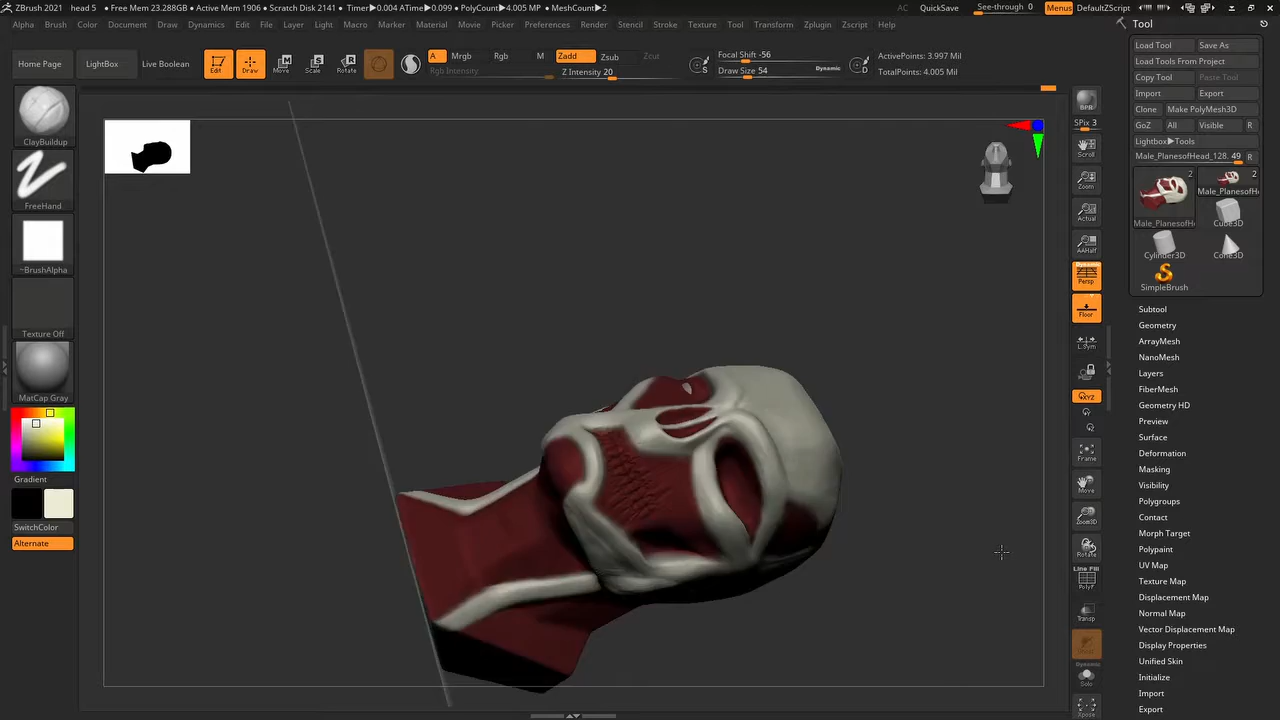 ZBrush 2021 head 5 • Free Mem 23.288GB • Active Mem 1906 • Scratch Disk 2141 • Timer▶0.004 ATime▶0.099 • PolyCount▶4.005 MP • MeshCount▶2 AC QuickSave See-through 0 Menus DefaultZScript
Alpha Brush Color Document Draw Dynamics Edit File Layer Light Macro Marker Material Movie Picker Preferences Render Stencil Stroke Texture Tool Transform Zplugin Zscript Help
Home Page LightBox Live Boolean Edit Draw Move Scale Rotate
A Mrgb Rgb M Zadd Zsub Zcut
Rgb Intensity Z Intensity 20
Focal Shift -56
Draw Size 54 Dynamic
S
D
ActivePoints: 3.997 Mil
TotalPoints: 4.005 Mil
ClayBuildup
FreeHand
~BrushAlpha
Texture Off
MatCap Gray
Gradient
SwitchColor
Alternate
BPR
SPix 3
Scroll
Zoom
Actual
AAHalf
Dynamic
Persp
Floor
L.Sym
XYZ
Frame
Move
Zoom3D
Rotate
Line Fill
PolyF
Transp
Dynamic
Solo
Xpose
Tool
Load Tool Save As
Load Tools From Project
Copy Tool Paste Tool
Import Export
Clone Make PolyMesh3D
GoZ All Visible R
Lightbox▶Tools
Male_PlanesofHead_128. 49 R
2 2
Male_PlanesofHe
Male_PlanesofHe Cube3D
Cylinder3D Cone3D
SimpleBrush
Subtool
Geometry
ArrayMesh
NanoMesh
Layers
FiberMesh
Geometry HD
Preview
Surface
Deformation
Masking
Visibility
Polygroups
Contact
Morph Target
Polypaint
UV Map
Texture Map
Displacement Map
Normal Map
Vector Displacement Map
Display Properties
Unified Skin
Initialize
Import
Export